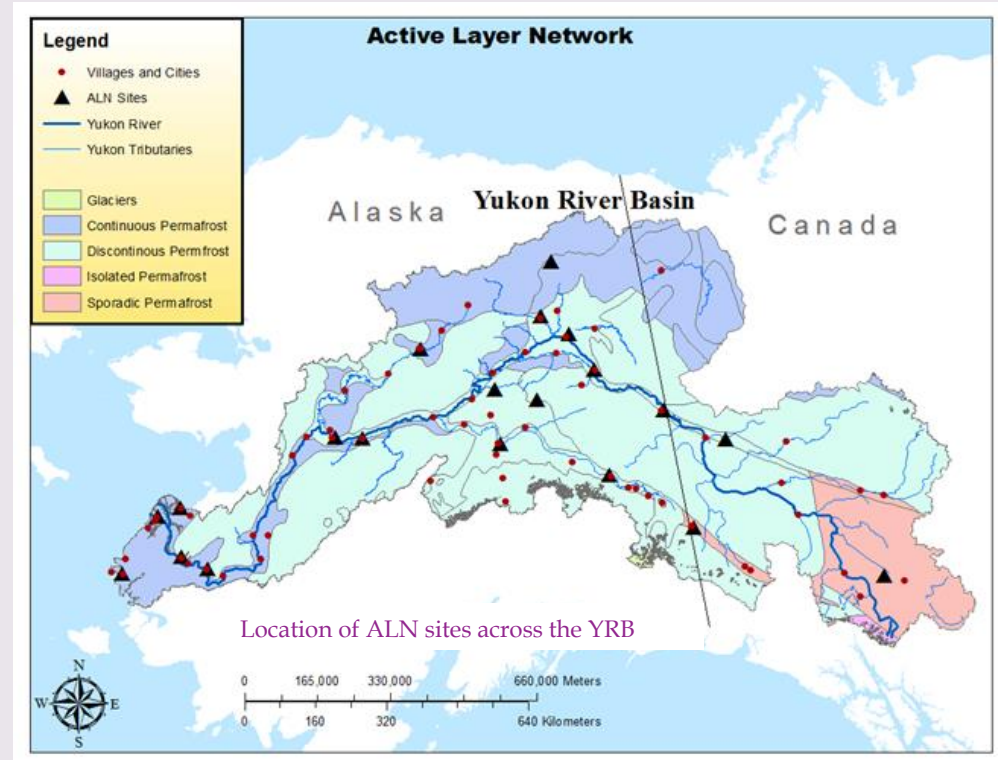 Active Layer Network
Legend
Villages and Cities
ALN Sites
Yukon River
Yukon Tributaries
Glaciers
Continuous Permafrost
Discontinous Permfrost
Isolated Permafrost
Sporadic Permafrost
Alaska
Yukon River Basin
Canada
Location of ALN sites across the YRB
N
W E
S
0 165,000 330,000 660,000 Meters
0 160 320 640 Kilometers